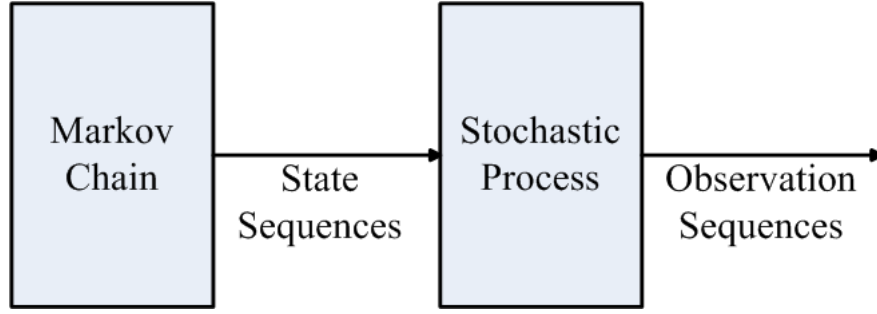 Markov
Chain
State
Sequences
Stochastic
Process
Observation
Sequences